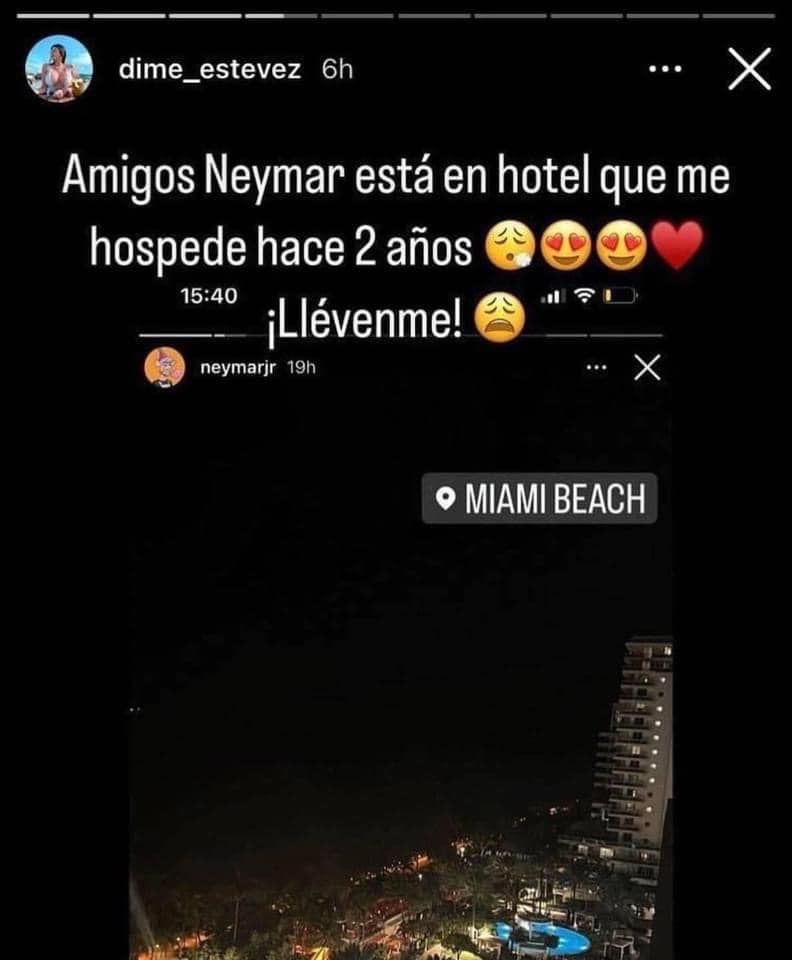 dime_estevez 6h
Amigos Neymar está en hotel que me
hospede hace 2 años 😮‍💨😍😍♥️
15:40
¡Llévenme! 😩
neymarjr 19h
MIAMI BEACH